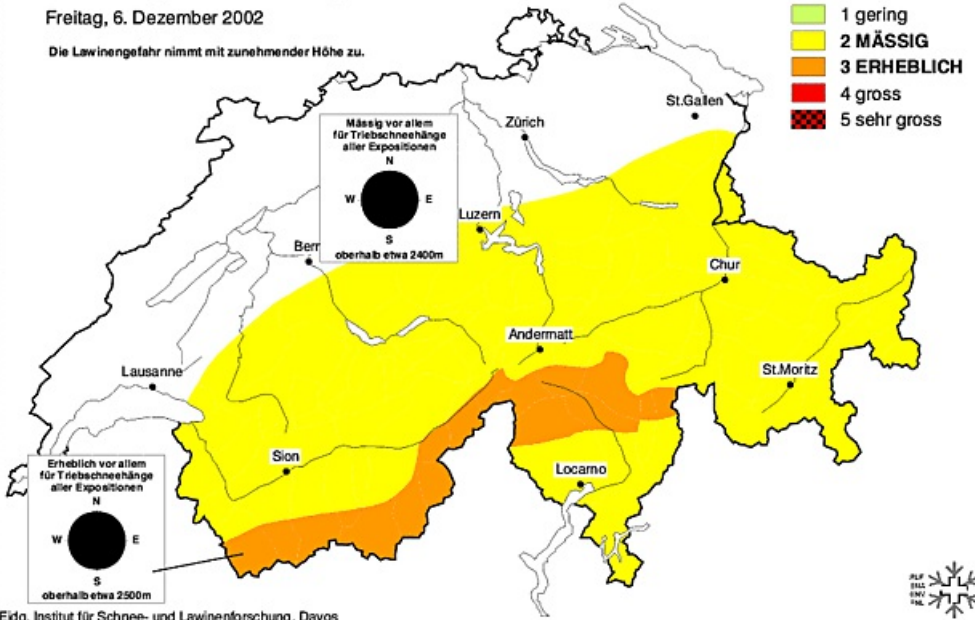 Freitag, 6. Dezember 2002
Die Lawinengefahr nimmt mit zunehmender Höhe zu.
1 gering
2 MÄSSIG
3 ERHEBLICH
4 gross
5 sehr gross
St.Gallen
Zürich
Mässig vor allem
für Triebschneehänge
aller Expositionen
N
W E
S
oberhalb etwa 2400m
Luzern
Bern
Chur
Andermatt
Lausanne
St.Moritz
Sion
Locarno
Erheblich vor allem
für Triebschneehänge
aller Expositionen
N
W E
S
oberhalb etwa 2500m
Eidg. Institut für Schnee- und Lawinenforschung, Davos